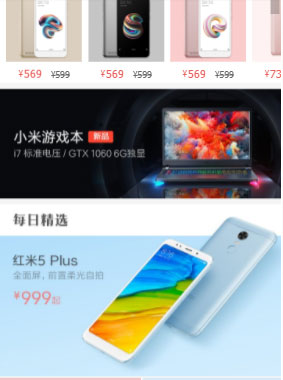 ¥569 ¥599 ¥569 ¥599 ¥569 ¥599 ¥73
小米游戏本 新品
i7 标准电压 / GTX 1060 6G独显
每日精选
红米5 Plus
全面屏，前置柔光自拍
¥999起